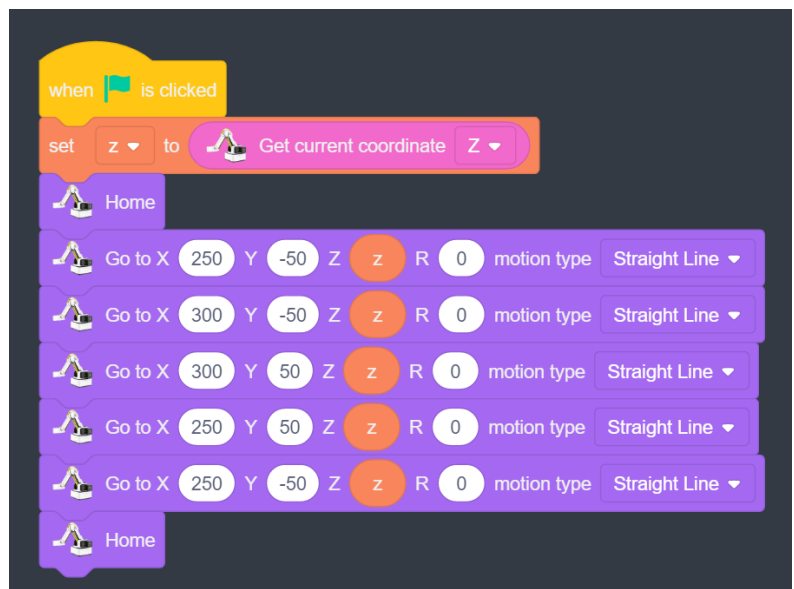 when is clicked
set z to Get current coordinate Z
Home
Go to X 250 Y -50 Z z R 0 motion type Straight Line
Go to X 300 Y -50 Z z R 0 motion type Straight Line
Go to X 300 Y 50 Z z R 0 motion type Straight Line
Go to X 250 Y 50 Z z R 0 motion type Straight Line
Go to X 250 Y -50 Z z R 0 motion type Straight Line
Home